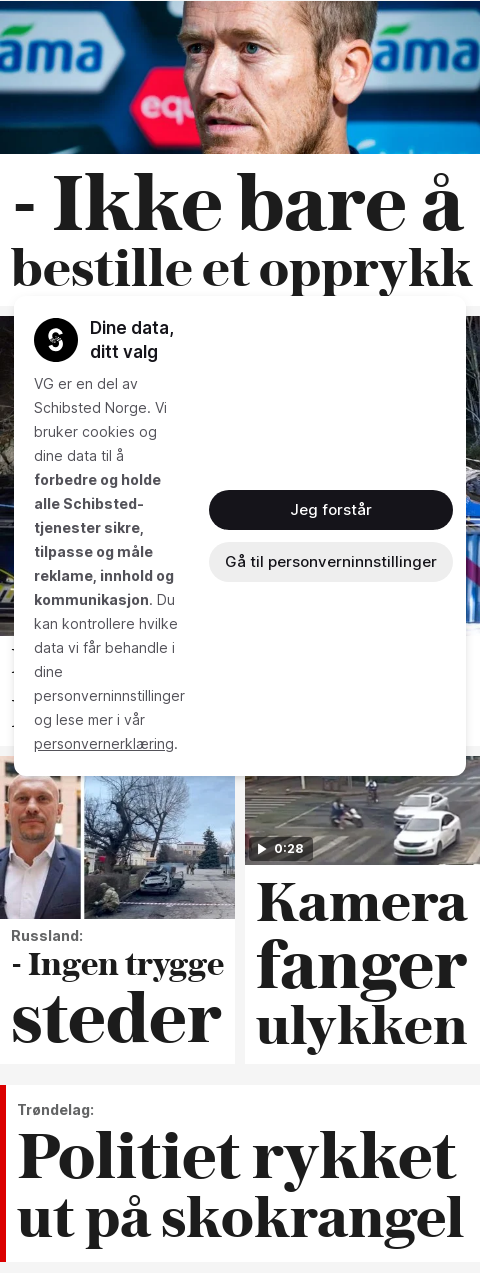 ama
ama
equ
- Ikke bare å
bestille et opprykk
Dine data,
ditt valg
VG er en del av
Schibsted Norge. Vi
bruker cookies og
dine data til å
forbedre og holde
alle Schibsted-
tjenester sikre,
tilpasse og måle
reklame, innhold og
kommunikasjon. Du
kan kontrollere hvilke
data vi får behandle i
dine
personverninnstillinger
og lese mer i vår
personvernerklæring.
Jeg forstår
Gå til personverninnstillinger
0:28
Russland:
- Ingen trygge
steder
Kamera
fanger
ulykken
Trøndelag:
Politiet rykket
ut på skokrangel